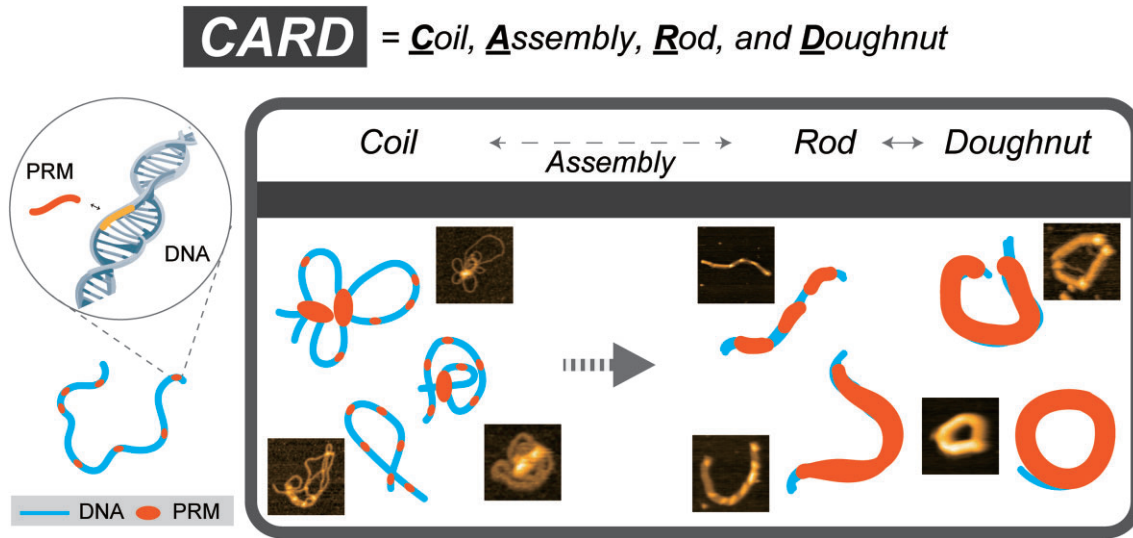 CARD = Coil, Assembly, Rod, and Doughnut
Coil
Assembly
Rod
Doughnut
PRM
DNA
DNA
PRM